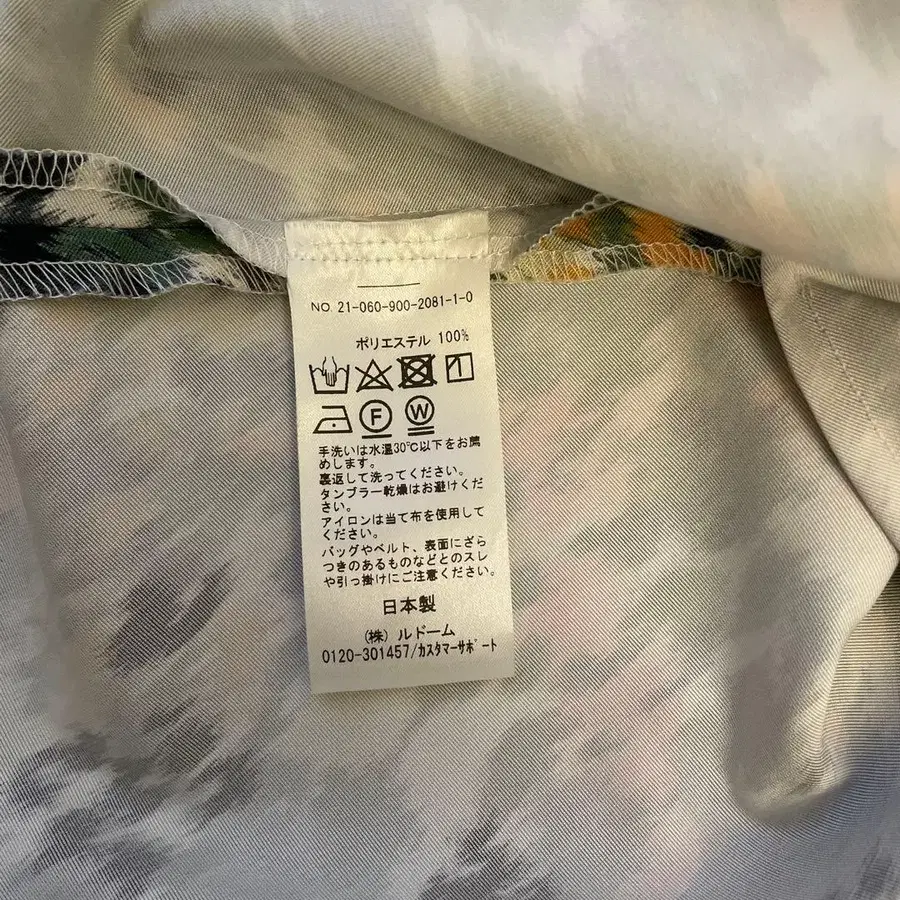 NO. 21-060-900-2081-1-0
ポリエステル 100%
F W
手洗いは水温30℃以下をお薦
めします。
裏返して洗ってください。
タンブラー乾燥はお避けくだ
さい。
アイロンは当て布を使用して
ください。
バッグやベルト、表面にざら
つきのあるものなどとのスレ
や引っ掛けにご注意ください。
日本製
(株) ルドーム
0120-301457/カスタマーサポート